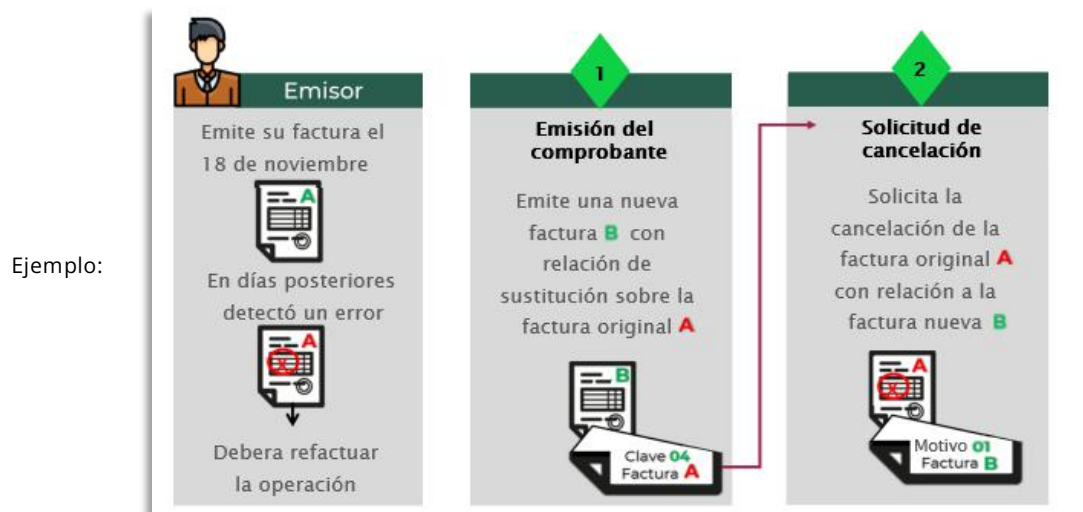 Ejemplo:
Emisor
Emite su factura el
18 de noviembre
A
En días posteriores
detectó un error
A
x
Debera refactuar
la operación
1
Emisión del
comprobante
Emite una nueva
factura B con
relación de
sustitución sobre la
factura original A
B
Clave 04
Factura A
2
Solicitud de
cancelación
Solicita la
cancelación de la
factura original A
con relación a la
factura nueva B
A
x
Motivo 01
Factura B